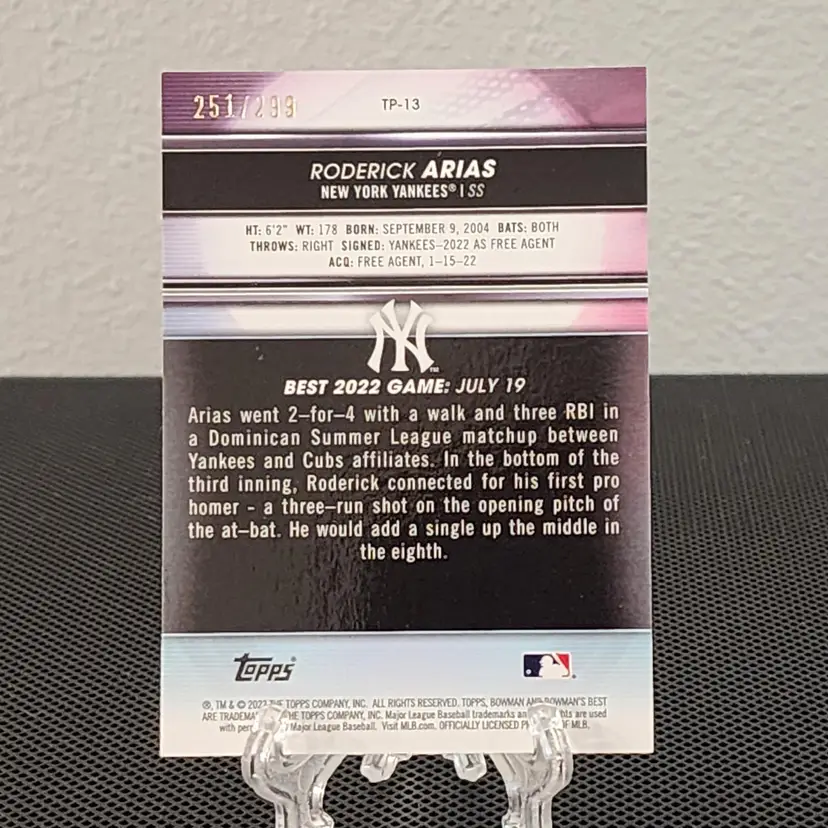 251/299
TP-13
RODERICK ARIAS
NEW YORK YANKEES® | SS
HT: 6'2" WT: 178 BORN: SEPTEMBER 9, 2004 BATS: BOTH
THROWS: RIGHT SIGNED: YANKEES–2022 AS FREE AGENT
ACQ: FREE AGENT, 1-15-22
NY
TM
BEST 2022 GAME: JULY 19
Arias went 2–for–4 with a walk and three RBI in
a Dominican Summer League matchup between
Yankees and Cubs affiliates. In the bottom of the
third inning, Roderick connected for his first pro
homer - a three–run shot on the opening pitch of
the at–bat. He would add a single up the middle in
the eighth.
Topps®
®, TM & © THE TOPPS COMPANY, INC. ALL RIGHTS RESERVED. TOPPS, BOWMAN AND BOWMAN'S BEST
ARE THE TOPPS COMPANY, INC. Major League Baseball trademarks are used
with Major League Baseball. Visit MLB.com. OFFICIALLY LICENSED OF MLB.